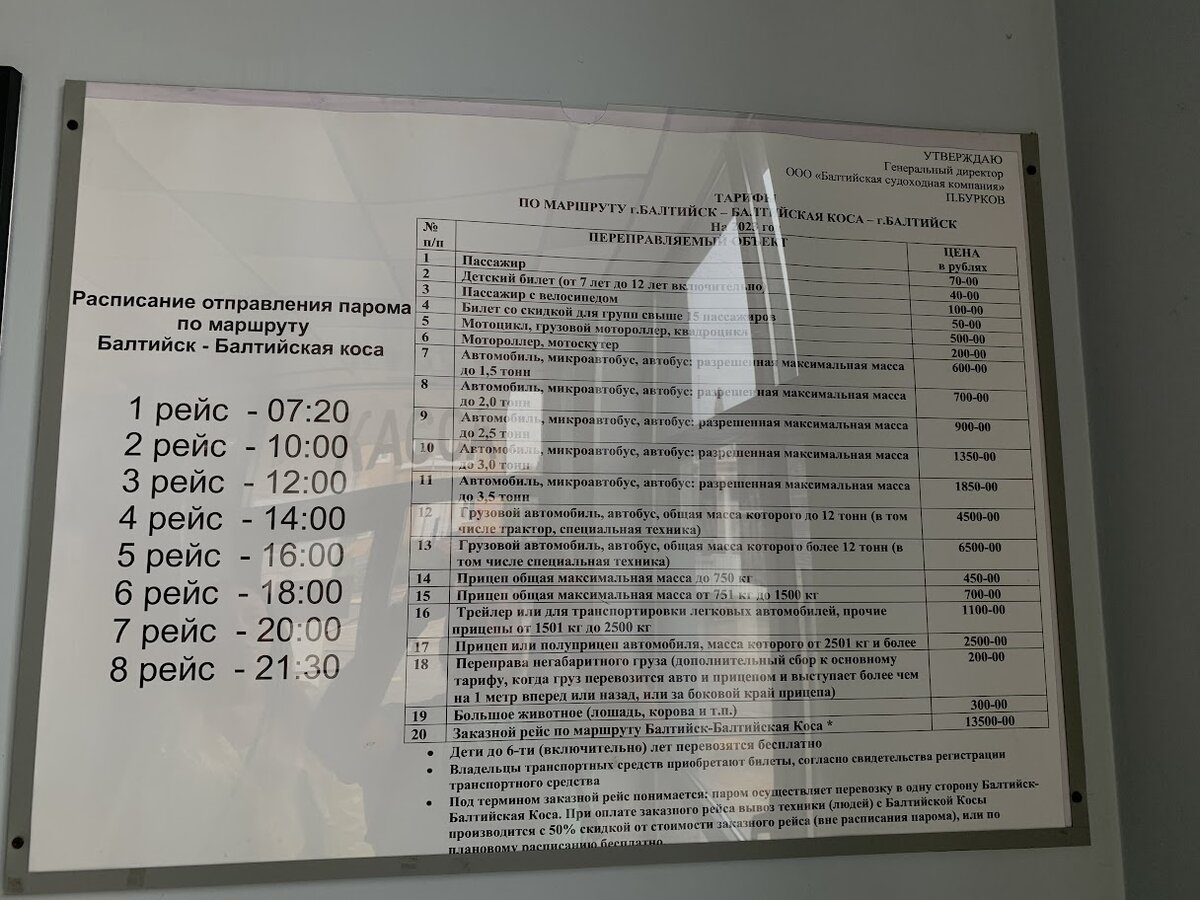 Расписание отправления парома
по маршруту
Балтийск - Балтийская коса
1 рейс - 07:20
2 рейс - 10:00
3 рейс - 12:00
4 рейс - 14:00
5 рейс - 16:00
6 рейс - 18:00
7 рейс - 20:00
8 рейс - 21:30
УТВЕРЖДАЮ
Генеральный директор
ООО «Балтийская судоходная компания»
П.БУРКОВ
ТАРИФЫ
ПО МАРШРУТУ г.БАЛТИЙСК – БАЛТИЙСКАЯ КОСА – г.БАЛТИЙСК
На 2023 го
№ п/п ПЕРЕПРАВЛЯЕМЫЙ ОБЪЕКТ ЦЕНА в рублях
1 Пассажир 70-00
2 Детский билет (от 7 лет до 12 лет включительно) 40-00
3 Пассажир с велосипедом 100-00
4 Билет со скидкой для групп свыше 15 пассажиров 50-00
5 Мотоцикл, грузовой мотороллер, квадроцикл 500-00
6 Мотороллер, мотоскутер 200-00
7 Автомобиль, микроавтобус, автобус: разрешенная максимальная масса 600-00
до 1,5 тонн
8 Автомобиль, микроавтобус, автобус: разрешенная максимальная масса 700-00
до 2,0 тонн
9 Автомобиль, микроавтобус, автобус: разрешенная максимальная масса 900-00
до 2,5 тонн
10 Автомобиль, микроавтобус, автобус: разрешенная максимальная масса 1350-00
до 3,0 тонн
11 Автомобиль, микроавтобус, автобус: разрешенная максимальная масса 1850-00
до 3,5 тонн
12 Грузовой автомобиль, автобус, общая масса которого до 12 тонн (в том 4500-00
числе трактор, специальная техника)
13 Грузовой автомобиль, автобус, общая масса которого более 12 тонн (в 6500-00
том числе специальная техника)
14 Прицеп общая максимальная масса до 750 кг 450-00
15 Прицеп общая максимальная масса от 751 кг до 1500 кг 700-00
16 Трейлер или для транспортировки легковых автомобилей, прочие 1100-00
прицепы от 1501 кг до 2500 кг
17 Прицеп или полуприцеп автомобиля, масса которого от 2501 кг и более 2500-00
18 Переправа негабаритного груза (дополнительный сбор к основному 200-00
тарифу, когда груз перевозится авто и прицепом и выступает более чем
на 1 метр вперед или назад, или за боковой край прицепа)
19 Большое животное (лошадь, корова и т.п.) 300-00
20 Заказной рейс по маршруту Балтийск-Балтийская Коса * 13500-00
• Дети до 6-ти (включительно) лет перевозятся бесплатно
• Владельцы транспортных средств приобретают билеты, согласно свидетельства регистрации
транспортного средства
• Под термином заказной рейс понимается: паром осуществляет перевозку в одну сторону Балтийск-
Балтийская Коса. При оплате заказного рейса вывоз техники (людей) с Балтийской Косы
производится с 50% скидкой от стоимости заказного рейса (вне расписания парома), или по
плановому расписанию бесплатно